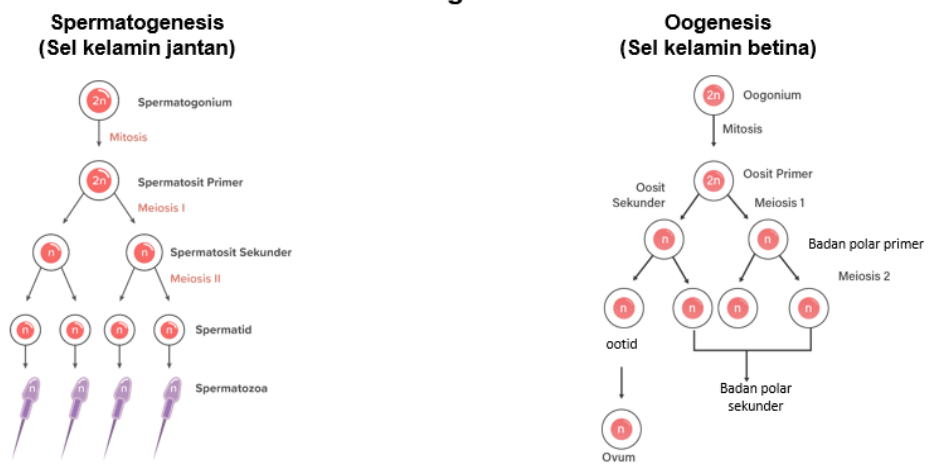 Spermatogenesis
(Sel kelamin jantan)
2n
Spermatogonium
Mitosis
2n
Spermatosit Primer
Meiosis I
n
n
Spermatosit Sekunder
Meiosis II
n
n
n
n
Spermatid
n
n
n
n
Spermatozoa
Oogenesis
(Sel kelamin betina)
2n
Oogonium
Mitosis
2n
Oosit Primer
Oosit
Sekunder
Meiosis 1
n
n
Badan polar primer
Meiosis 2
n
n
n
n
ootid
Badan polar
sekunder
n
Ovum